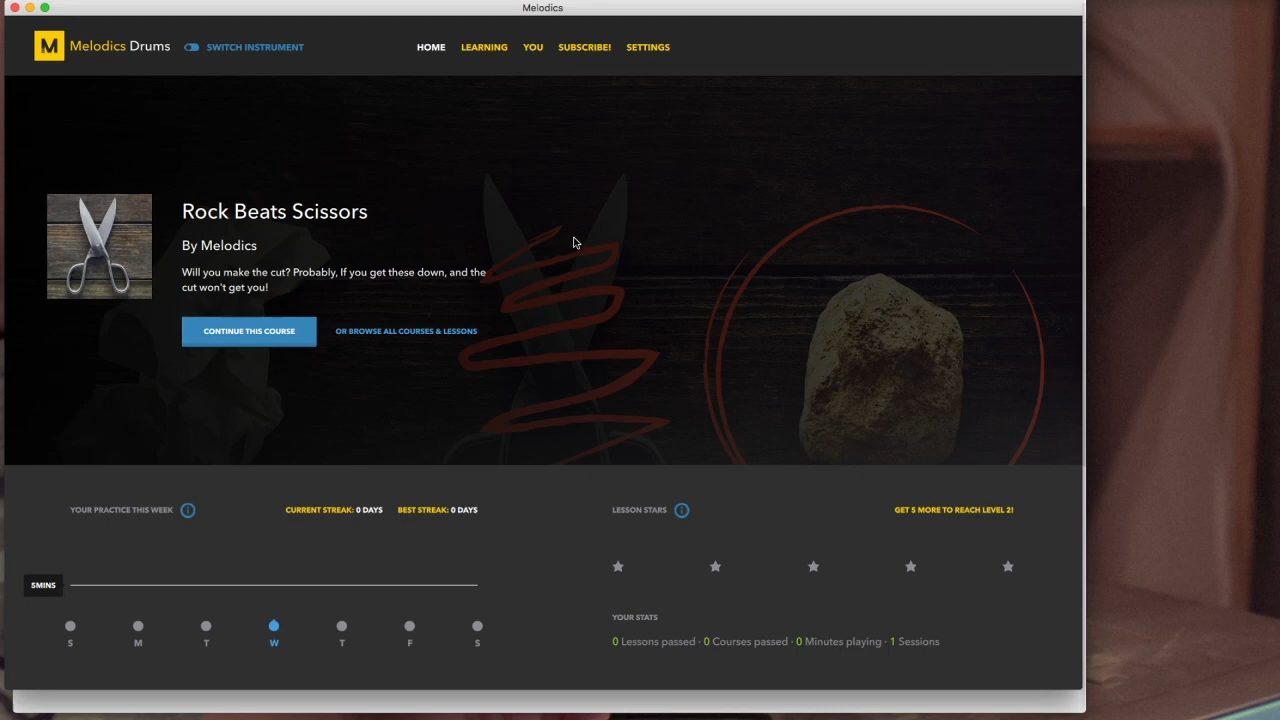 Melodics
M Melodics Drums SWITCH INSTRUMENT HOME LEARNING YOU SUBSCRIBE! SETTINGS
Rock Beats Scissors
By Melodics
Will you make the cut? Probably, If you get these down, and the
cut won't get you!
CONTINUE THIS COURSE OR BROWSE ALL COURSES & LESSONS
YOUR PRACTICE THIS WEEK i CURRENT STREAK: 0 DAYS BEST STREAK: 0 DAYS
5MINS
S M T W T F S
LESSON STARS i GET 5 MORE TO REACH LEVEL 2!
YOUR STATS
0 Lessons passed · 0 Courses passed · 0 Minutes playing · 1 Sessions